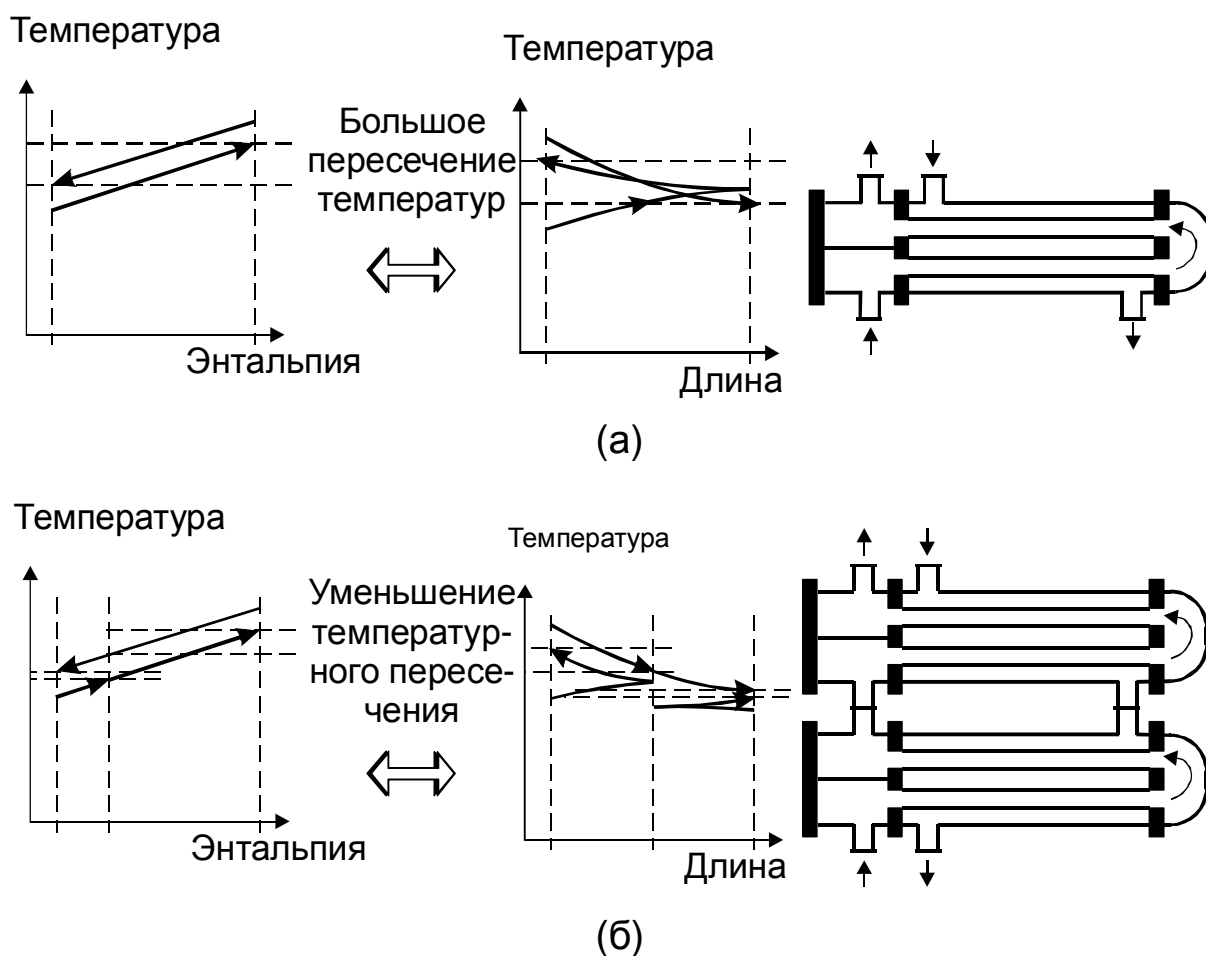 Температура
Температура
Большое
пересечение
температур
Энтальпия
Длина
(а)
Температура
Температура
Уменьшение
температур-
ного пересе-
чения
Энтальпия
Длина
(б)